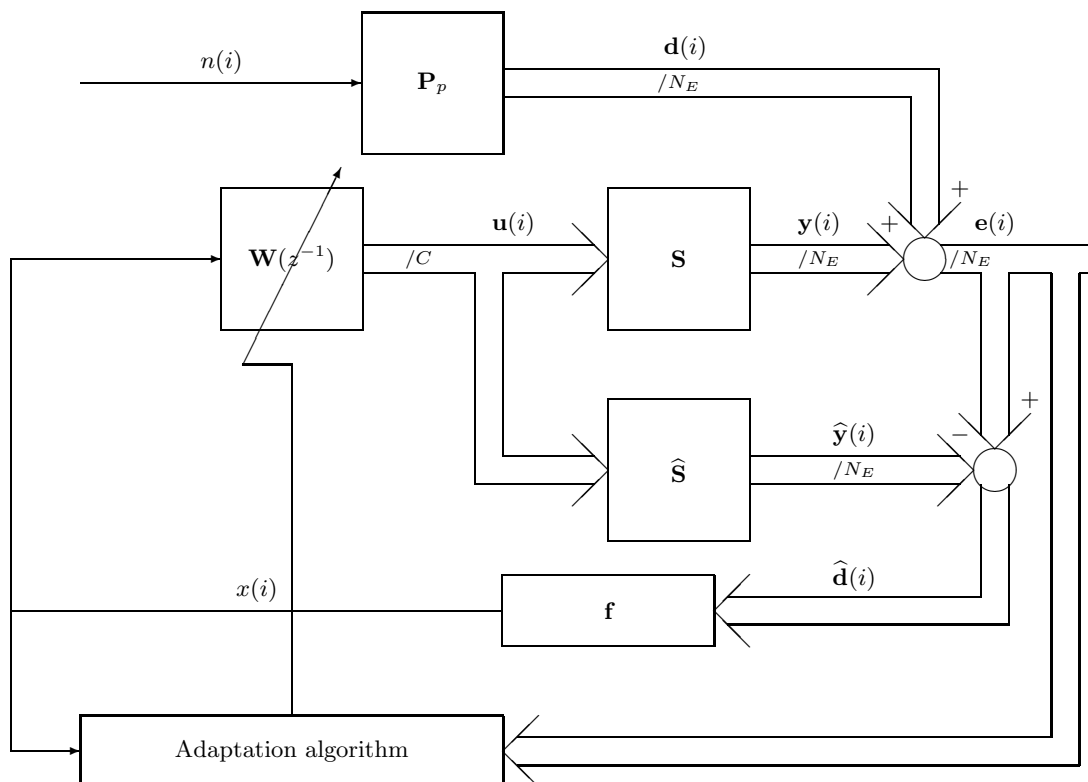 d(i)
n(i)
P_p
/N_E
+
u(i)
y(i)
+
e(i)
W(z^{-1})
/C
S
/N_E
/N_E
+
ŷ(i)
−
Ŝ
/N_E
d̂(i)
x(i)
f
Adaptation algorithm